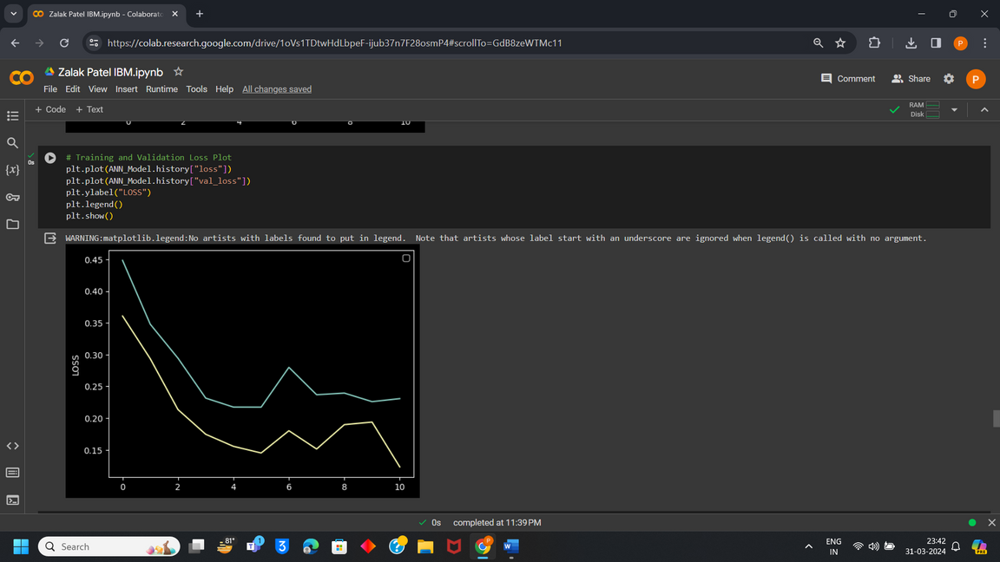 Zalak Patel IBM.ipynb - Colaborato
https://colab.research.google.com/drive/1oVs1TDtwHdLbpeF-ijub37n7F28osmP4#scrollTo=GdB8zeWTMc11
P
CO
Zalak Patel IBM.ipynb
File Edit View Insert Runtime Tools Help All changes saved
Comment
Share
P
+ Code + Text
RAM
Disk
0 2 4 6 8 10
{x}
0s
# Training and Validation Loss Plot
plt.plot(ANN_Model.history["loss"])
plt.plot(ANN_Model.history["val_loss"])
plt.ylabel("LOSS")
plt.legend()
plt.show()
WARNING:matplotlib.legend:No artists with labels found to put in legend. Note that artists whose label start with an underscore are ignored when legend() is called with no argument.
0.45
0.40
0.35
0.30
0.25
0.20
0.15
LOSS
0 2 4 6 8 10
0s completed at 11:39 PM
Search
81°
1
ENG
IN
23:42
31-03-2024
PRE